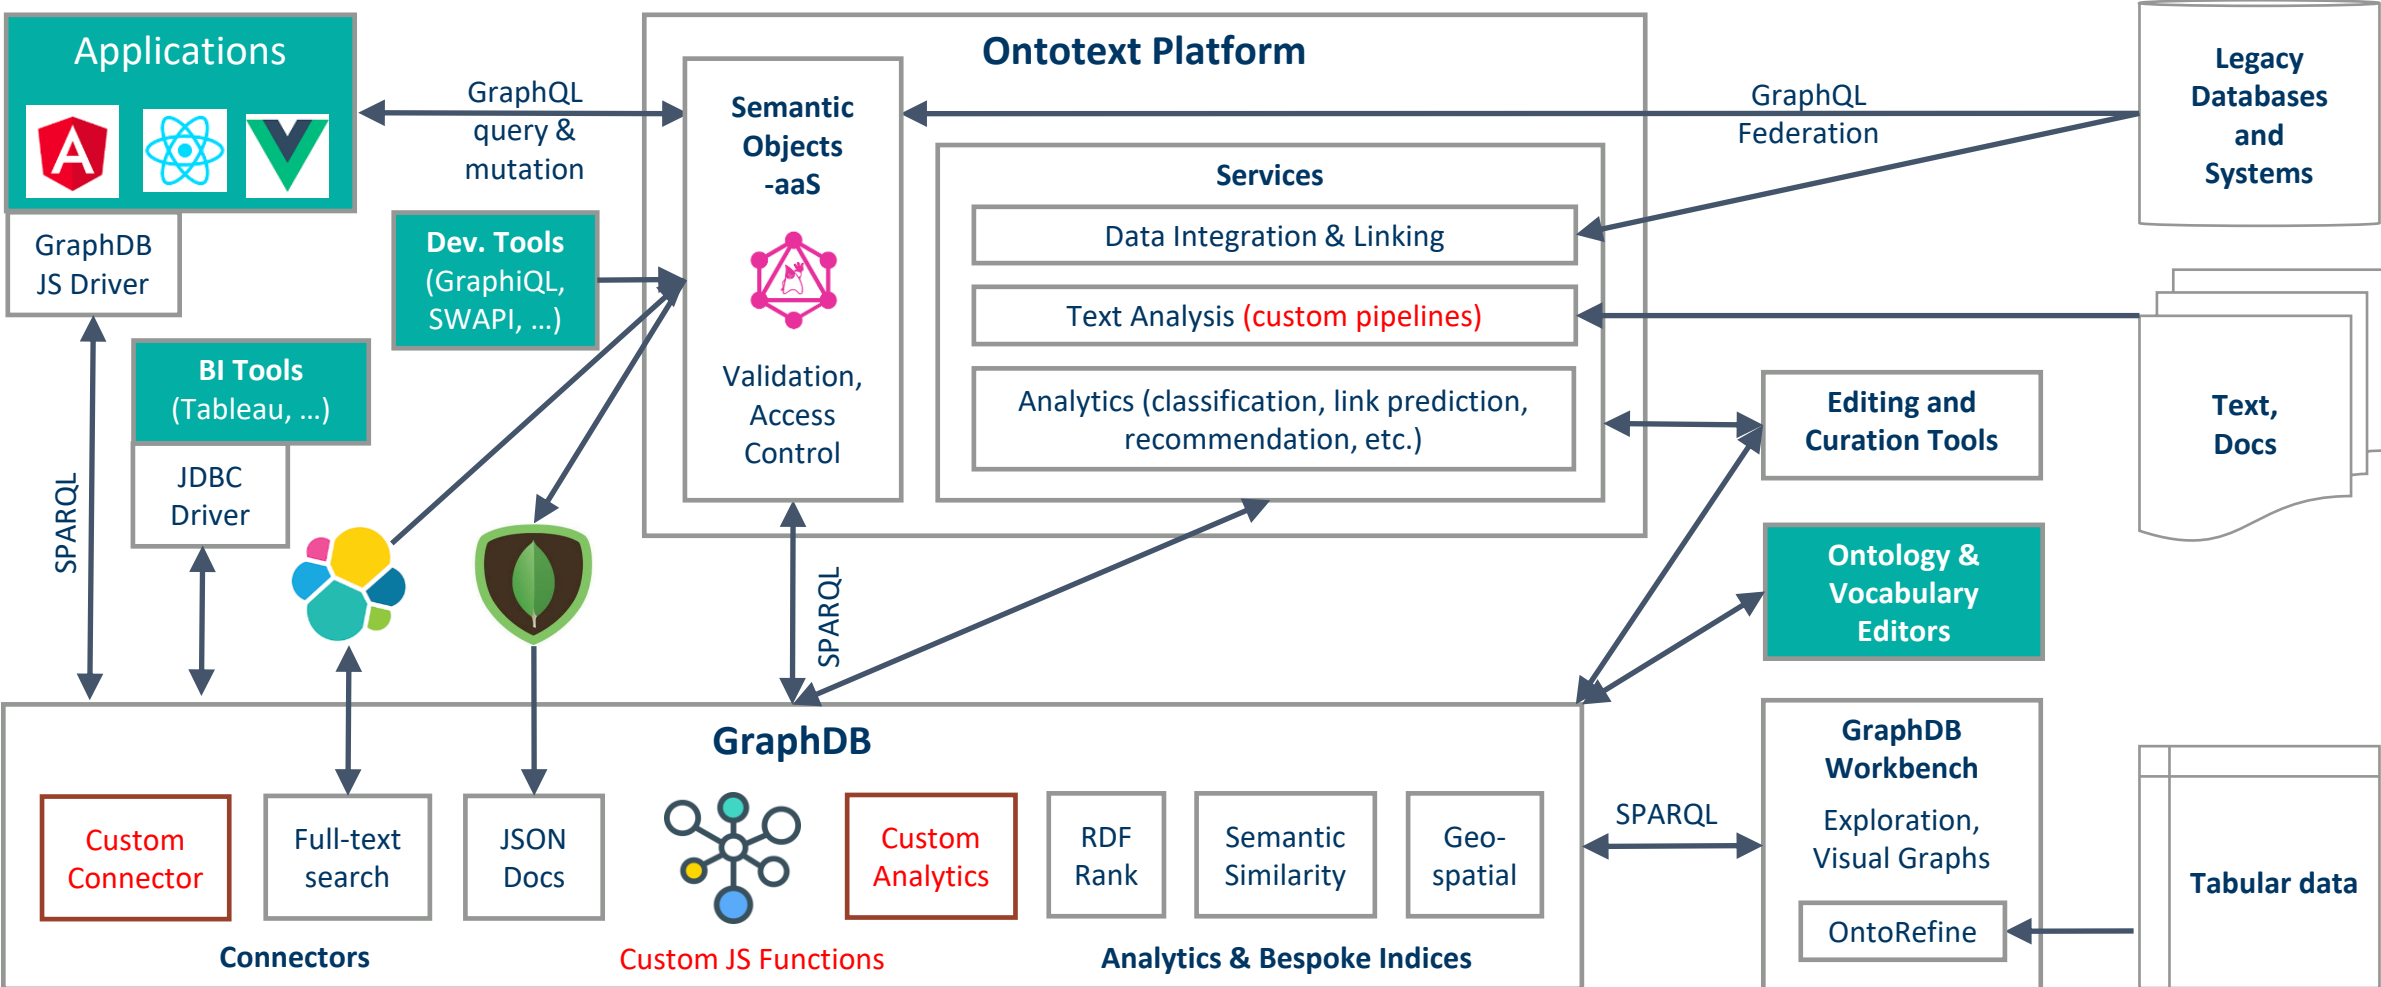 Applications
GraphDB
JS Driver
SPARQL
BI Tools
(Tableau, ...)
JDBC
Driver
GraphQL
query &
mutation
Dev. Tools
(GraphiQL,
SWAPI, ...)
Ontotext Platform
Semantic
Objects
-aaS
Validation,
Access
Control
SPARQL
Services
Data Integration & Linking
Text Analysis (custom pipelines)
Analytics (classification, link prediction,
recommendation, etc.)
GraphQL
Federation
Legacy
Databases
and
Systems
Text,
Docs
Editing and
Curation Tools
Ontology &
Vocabulary
Editors
GraphDB
Custom
Connector
Full-text
search
JSON
Docs
Connectors
Custom JS Functions
Custom
Analytics
RDF
Rank
Semantic
Similarity
Geo-
spatial
Analytics & Bespoke Indices
SPARQL
GraphDB
Workbench
Exploration,
Visual Graphs
OntoRefine
Tabular data